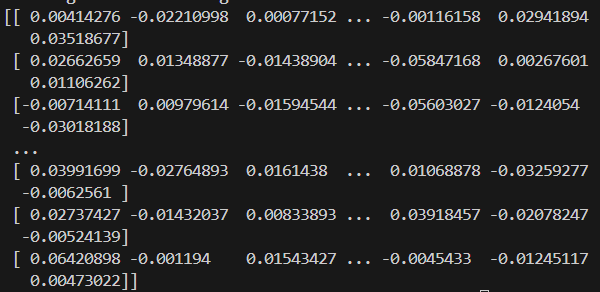 [[ 0.00414276 -0.02210998  0.00077152 ... -0.00116158  0.02941894
   0.03518677]
 [ 0.02662659  0.01348877 -0.01438904 ... -0.05847168  0.00267601
   0.01106262]
 [-0.00714111  0.00979614 -0.01594544 ... -0.05603027 -0.0124054
  -0.03018188]
 ...
 [ 0.03991699 -0.02764893  0.0161438  ...  0.01068878 -0.03259277
  -0.0062561 ]
 [ 0.02737427 -0.01432037  0.00833893 ...  0.03918457 -0.02078247
  -0.00524139]
 [ 0.06420898 -0.001194    0.01543427 ... -0.0045433  -0.01245117
   0.00473022]]